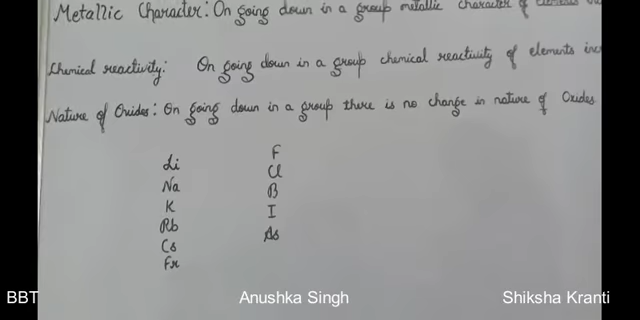 Metallic Character: On going down in a group metallic character of elements
Chemical reactivity: On going down in a group chemical reactivity of elements inc
Nature of Oxides: On going down in a group there is no change in nature of Oxides
Li
Na
K
Rb
Cs
Fr
F
Cl
B
I
As
BBT
Anushka Singh
Shiksha Kranti